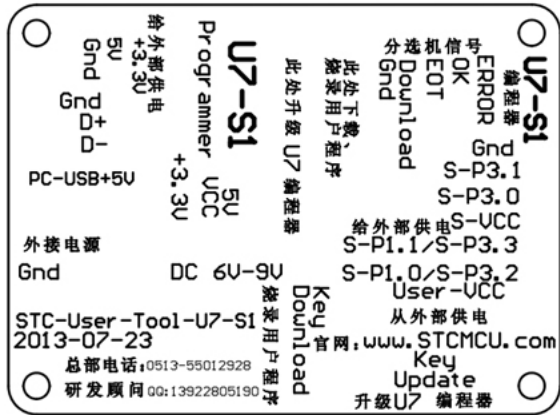 给外部供电
+3.3V
5V
Gnd
Gnd
D+
D-
PC-USB+5V
外接电源
Gnd
DC 6V-9V
U7-S1
Programmer
5V
VCC
+3.3V
此处升级 U7 编程器
此处下载、
烧录用户程序
分选机信号
U7-S1
编程器
ERROR
OK
EOT
Download
Gnd
Gnd
S-P3.1
S-P3.0
S-VCC
给外部供电
S-P1.1/S-P3.3
S-P1.0/S-P3.2
User-VCC
从外部供电
STC-User-Tool-U7-S1
2013-07-23
总部电话:0513-55012928
研发顾问QQ:13922805190
Key
Download
烧录用户程序
官网:www.STCMCU.com
Key
Update
升级U7 编程器